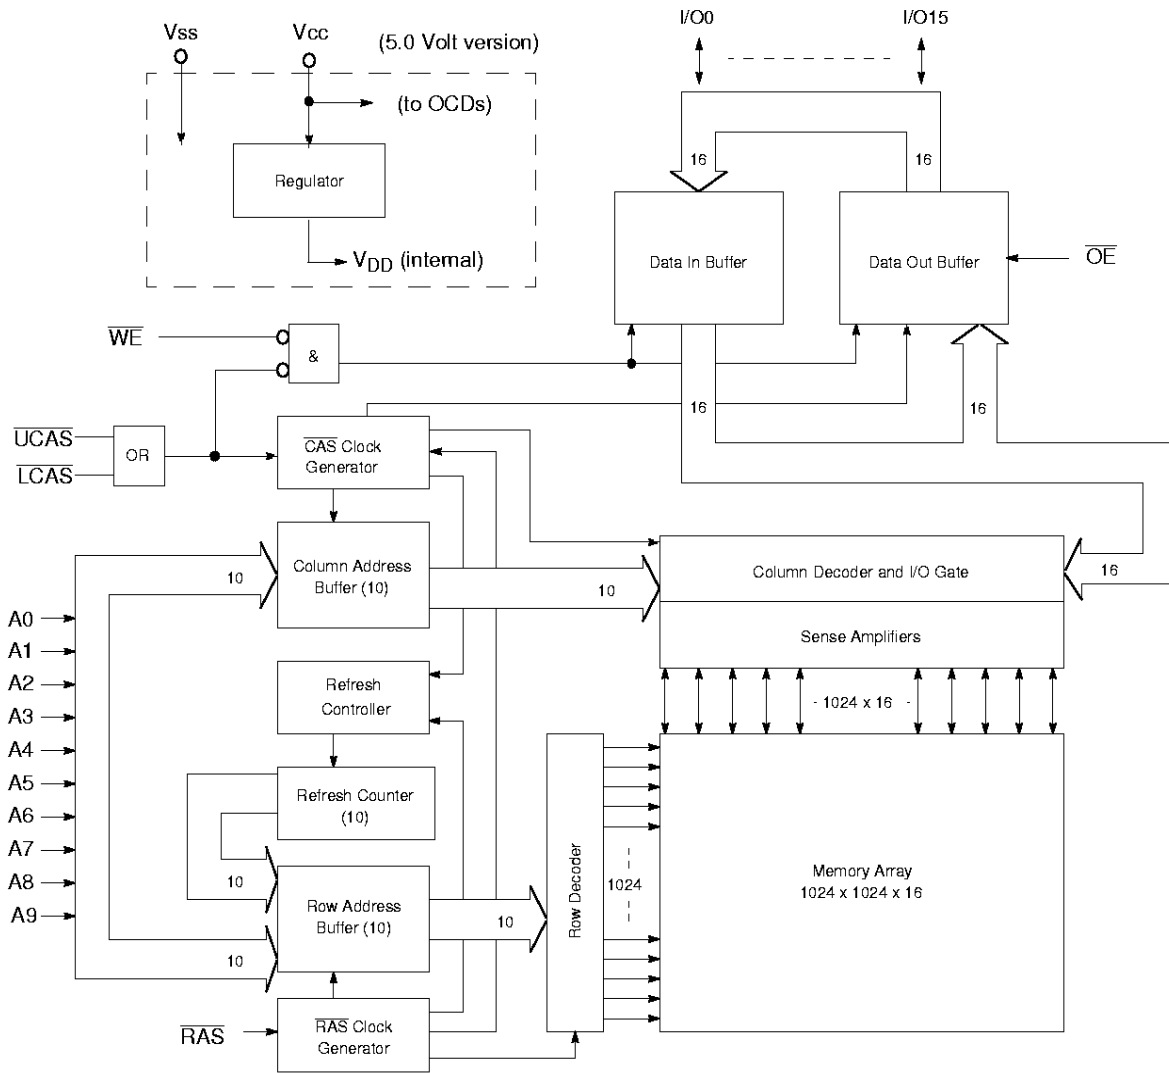 I/O0
I/O15
Vss
Vcc
(5.0 Volt version)
(to OCDs)
Regulator
VDD (internal)
16
16
Data In Buffer
Data Out Buffer
OE
WE
&
16
16
UCAS
LCAS
OR
CAS Clock
Generator
Column Address
Buffer (10)
10
10
Column Decoder and I/O Gate
16
Sense Amplifiers
A0
A1
A2
A3
A4
A5
A6
A7
A8
A9
Refresh
Controller
- 1024 x 16 -
Refresh Counter
(10)
10
Row Address
Buffer (10)
10
10
Row Decoder
1024
Memory Array
1024 x 1024 x 16
RAS
RAS Clock
Generator